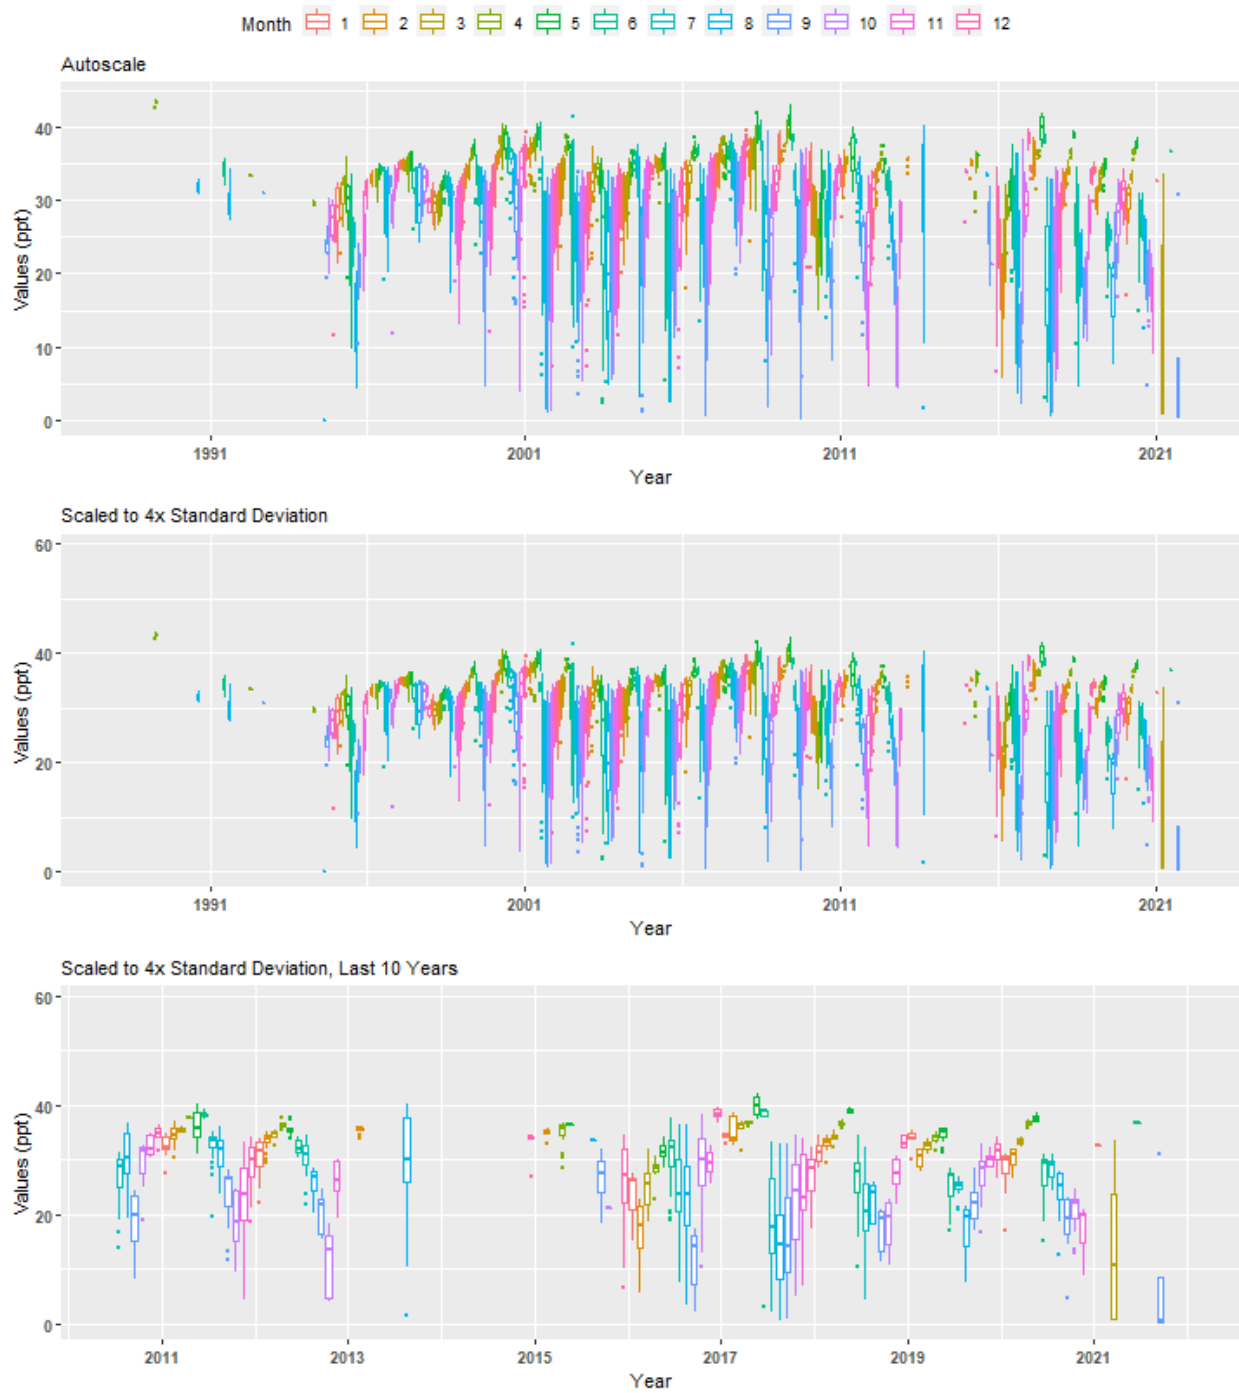 Month 1 2 3 4 5 6 7 8 9 10 11 12
Autoscale
Values (ppt)
40
30
20
10
0
1991 2001 2011 2021
Year
Scaled to 4x Standard Deviation
Values (ppt)
60
40
20
0
1991 2001 2011 2021
Year
Scaled to 4x Standard Deviation, Last 10 Years
Values (ppt)
60
40
20
0
2011 2013 2015 2017 2019 2021
Year